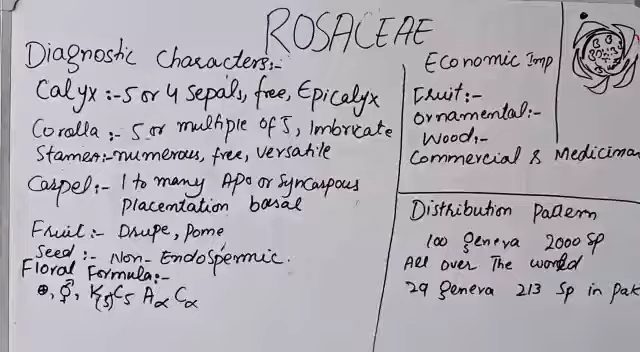 ROSACEAE
Diagnostic Characters:-
Calyx :- 5 or 4 Sepals, free, Epicalyx
Corolla :- 5 or multiple of 5, Imbricate
Stamen:- numerous, free, versatile
Carpel:- 1 to many Apo or Syncarpous
Placentation basal
Fruit:- Drupe, Pome
Seed :- Non-Endospermic.
Floral Formula:-
⊕, ⚥, K(5) C5 Aα Cα
Economic Imp
Fruit:-
Ornamental:-
Wood:-
Commercial & Medicinal
Distribution Pattern
100 genera 2000 sp
All over The world
29 genera 213 Sp in Pak